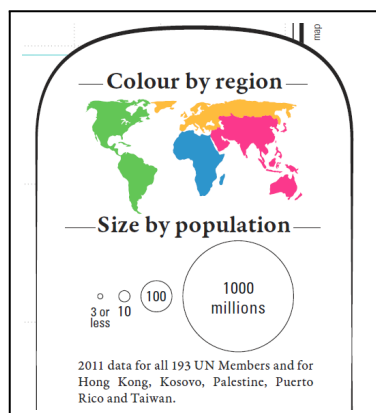 map
Colour by region
Size by population
3 or
less
10
100
1000
millions
2011 data for all 193 UN Members and for
Hong Kong, Kosovo, Palestine, Puerto
Rico and Taiwan.